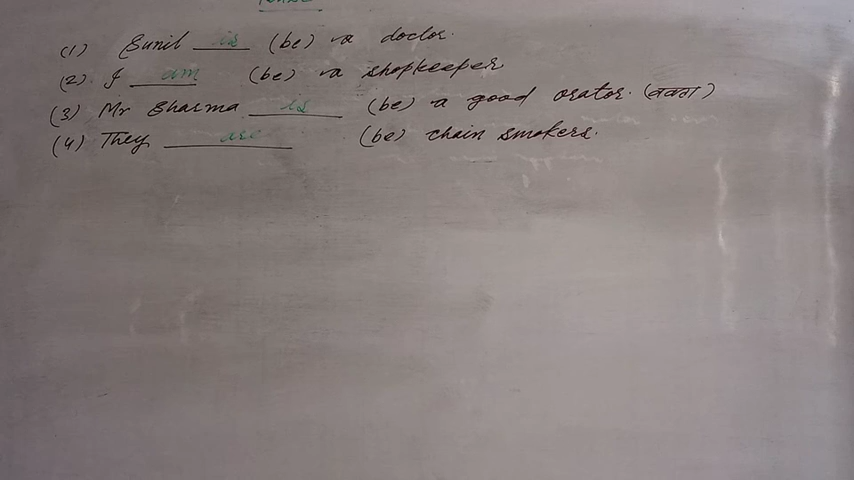 Tense
(1) Sunil is (be) a doctor.
(2) I am (be) a shopkeeper
(3) Mr Sharma is (be) a good orator. (वक्ता)
(4) They are (be) chain smokers.